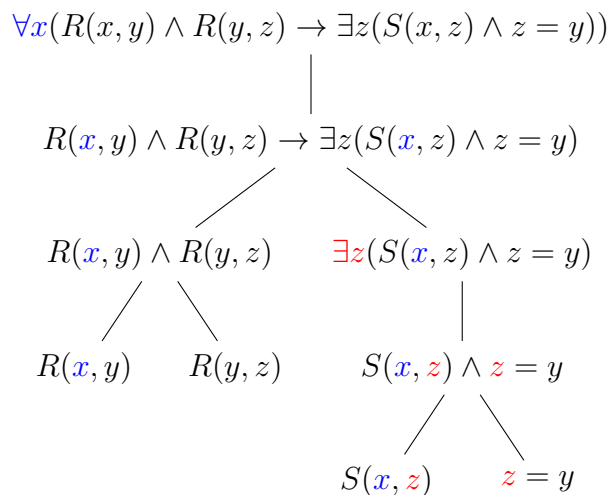 ∀x(R(x, y) ∧ R(y, z) → ∃z(S(x, z) ∧ z = y))
R(x, y) ∧ R(y, z) → ∃z(S(x, z) ∧ z = y)
R(x, y) ∧ R(y, z) ∃z(S(x, z) ∧ z = y)
R(x, y) R(y, z) S(x, z) ∧ z = y
S(x, z) z = y